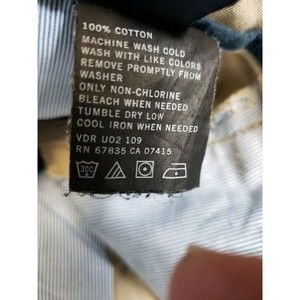 100% COTTON
MACHINE WASH COLD
WASH WITH LIKE COLORS
REMOVE PROMPTLY FROM
WASHER
ONLY NON-CHLORINE
BLEACH WHEN NEEDED
TUMBLE DRY LOW
COOL IRON WHEN NEEDED
VDR U02 109
RN 67835 CA 07415
30C